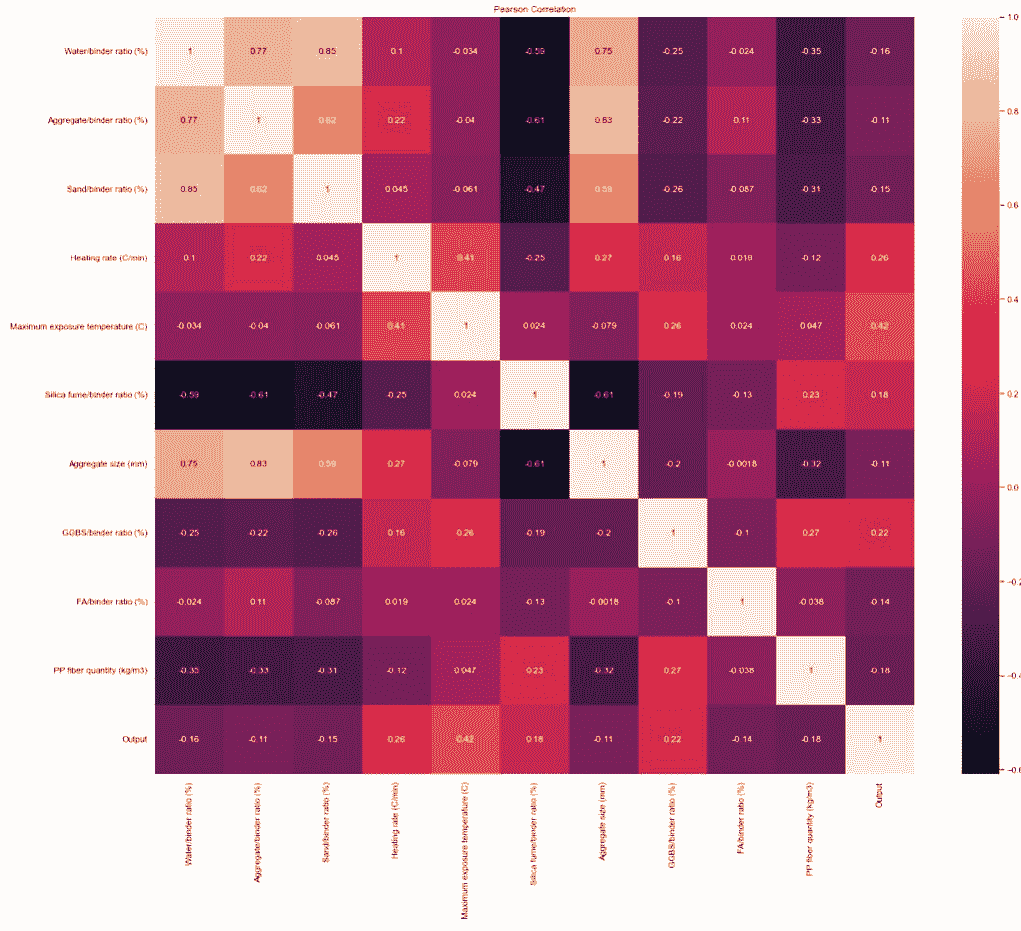 Pearson Correlation
Water/binder ratio (%) 1 0.77 0.85 0.1 -0.034 -0.59 0.75 -0.25 -0.024 -0.35 -0.16
Aggregate/binder ratio (%) 0.77 1 0.62 0.22 -0.04 -0.61 0.83 -0.22 0.11 -0.33 -0.11
Sand/binder ratio (%) 0.85 0.62 1 0.045 -0.061 -0.47 0.59 -0.26 -0.087 -0.31 -0.15
Heating rate (C/min) 0.1 0.22 0.045 1 0.41 -0.25 0.27 0.16 0.019 -0.12 0.26
Maximum exposure temperature (C) -0.034 -0.04 -0.061 0.41 1 0.024 -0.079 0.26 0.024 0.047 0.42
Silica fume/binder ratio (%) -0.59 -0.61 -0.47 -0.25 0.024 1 -0.61 -0.19 -0.13 0.23 0.18
Aggregate size (mm) 0.75 0.83 0.59 0.27 -0.079 -0.61 1 -0.2 -0.0018 -0.32 -0.11
GGBS/binder ratio (%) -0.25 -0.22 -0.26 0.16 0.26 -0.19 -0.2 1 -0.1 0.27 0.22
FA/binder ratio (%) -0.024 0.11 -0.087 0.019 0.024 -0.13 -0.0018 -0.1 1 -0.038 -0.14
PP fiber quantity (kg/m3) -0.35 -0.33 -0.31 -0.12 0.047 0.23 -0.32 0.27 -0.038 1 -0.18
Output -0.16 -0.11 -0.15 0.26 0.42 0.18 -0.11 0.22 -0.14 -0.18 1
Water/binder ratio (%)
Aggregate/binder ratio (%)
Sand/binder ratio (%)
Heating rate (C/min)
Maximum exposure temperature (C)
Silica fume/binder ratio (%)
Aggregate size (mm)
GGBS/binder ratio (%)
FA/binder ratio (%)
PP fiber quantity (kg/m3)
Output
1.0
0.8
0.6
0.4
0.2
0.0
-0.2
-0.4
-0.6